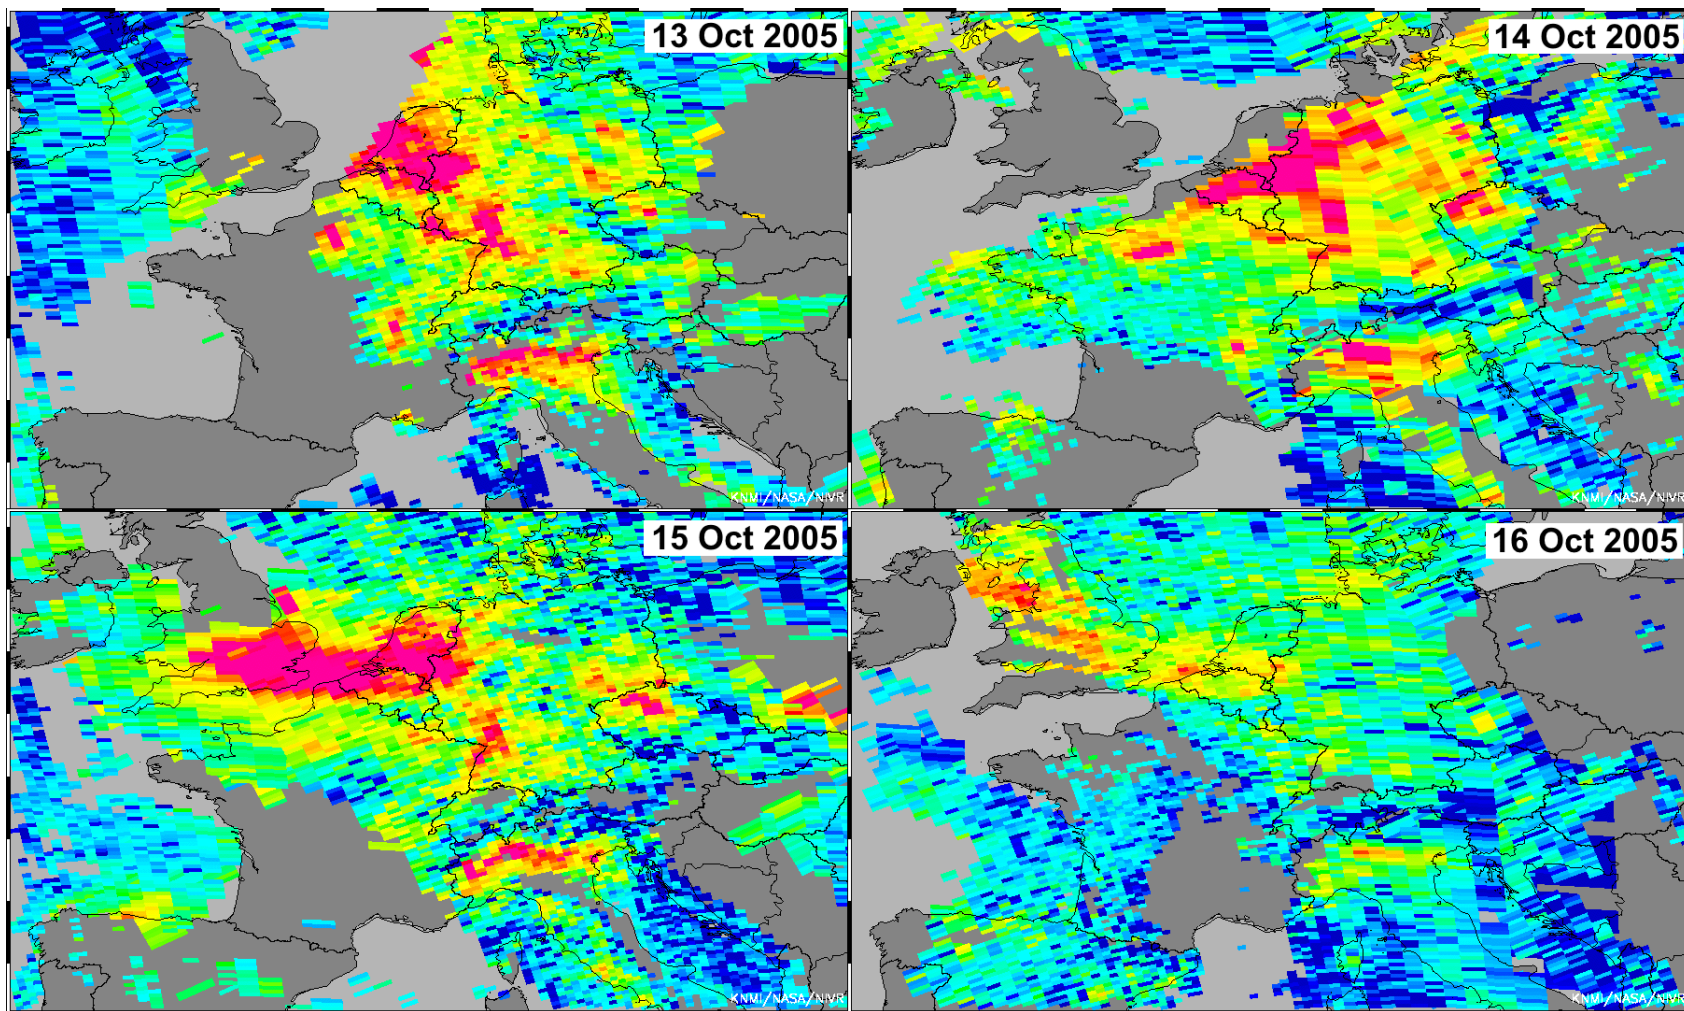 13 Oct 2005
14 Oct 2005
KNMI/NASA/NIVR
KNMI/NASA/NIVR
15 Oct 2005
16 Oct 2005
KNMI/NASA/NIVR
KNMI/NASA/NIVR